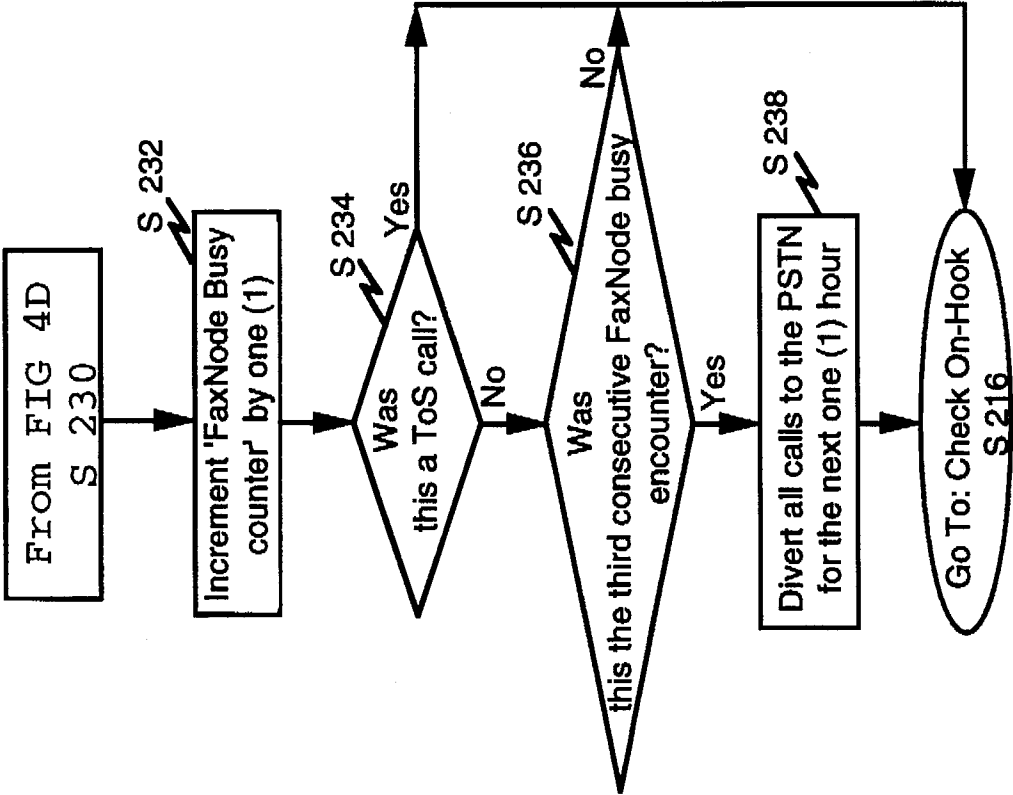 From FIG 4D
S 230
S 232
Increment 'FaxNode Busy
counter' by one (1)
S 234
Was
this a ToS call?
Yes
No
S 236
Was
this the third consecutive FaxNode busy
encounter?
No
Yes
S 238
Divert all calls to the PSTN
for the next one (1) hour
Go To: Check On-Hook
S 216